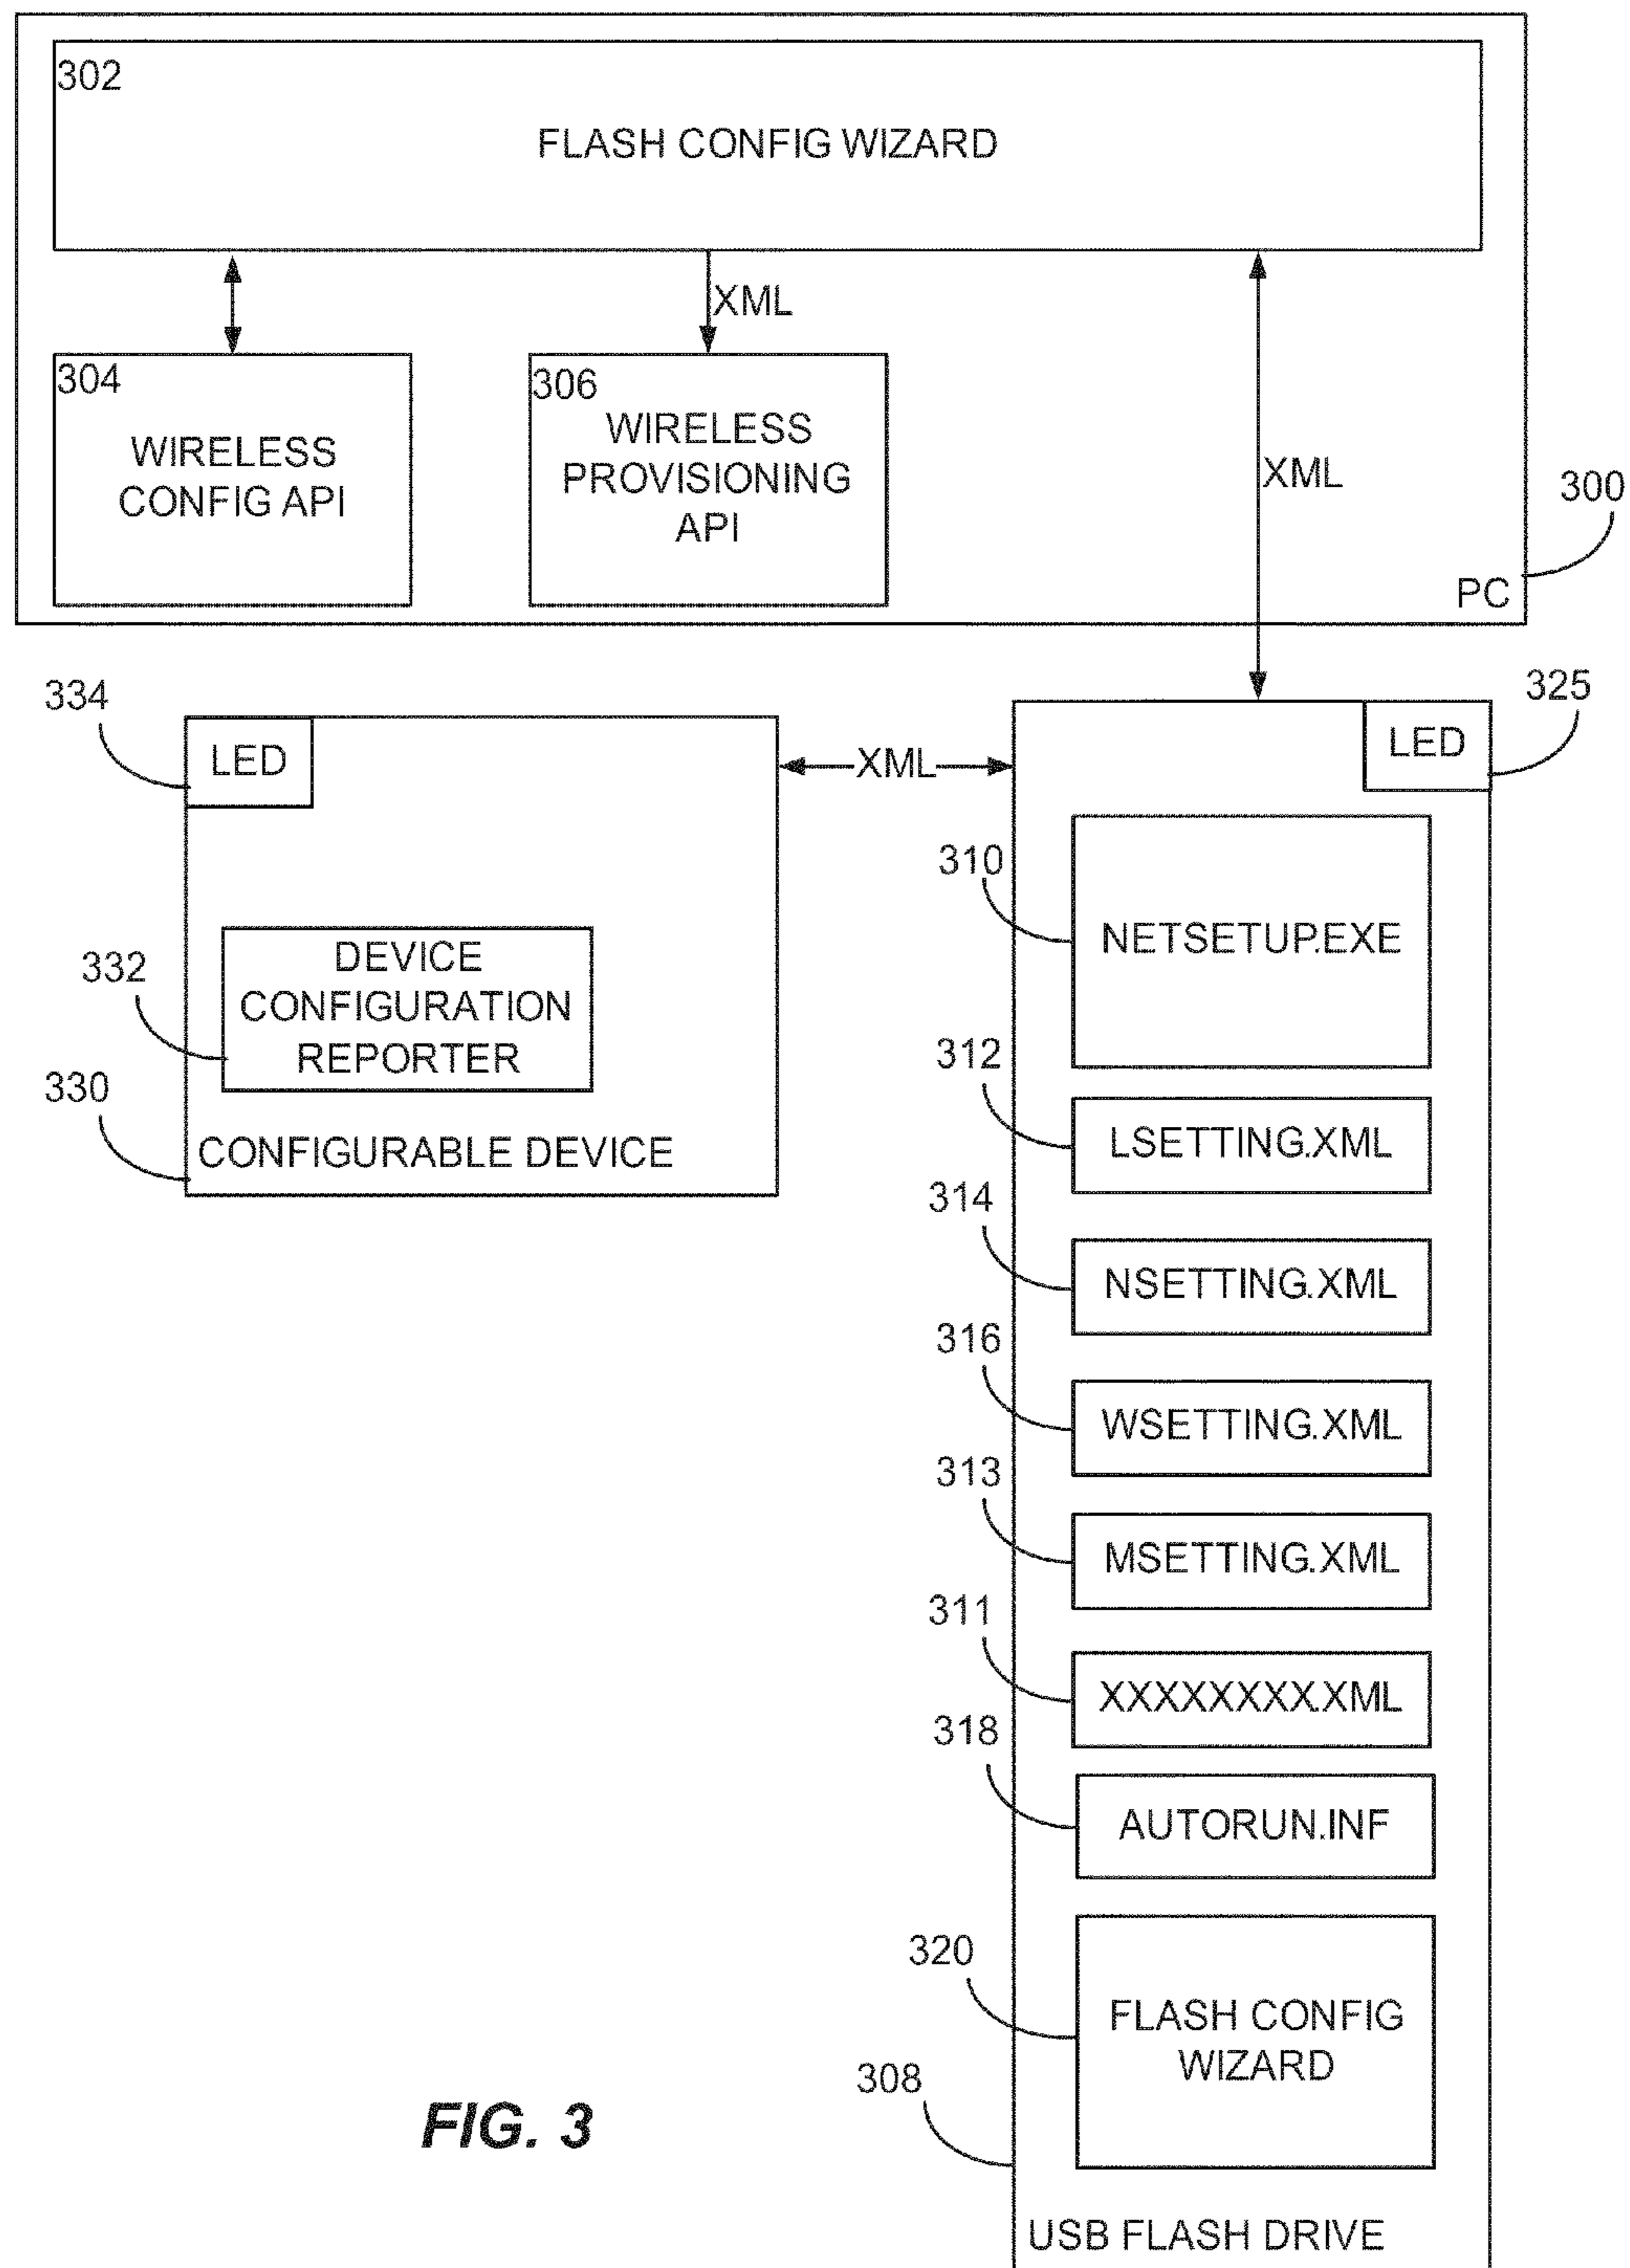 302
FLASH CONFIG WIZARD
XML
304
WIRELESS
CONFIG API
306
WIRELESS
PROVISIONING
API
XML
300
PC
334
LED
XML
325
LED
310
NETSETUP.EXE
332
DEVICE
CONFIGURATION
REPORTER
330
CONFIGURABLE DEVICE
312
LSETTING.XML
314
NSETTING.XML
316
WSETTING.XML
313
MSETTING.XML
311
XXXXXXXX.XML
318
AUTORUN.INF
320
FLASH CONFIG
WIZARD
308
USB FLASH DRIVE
FIG. 3